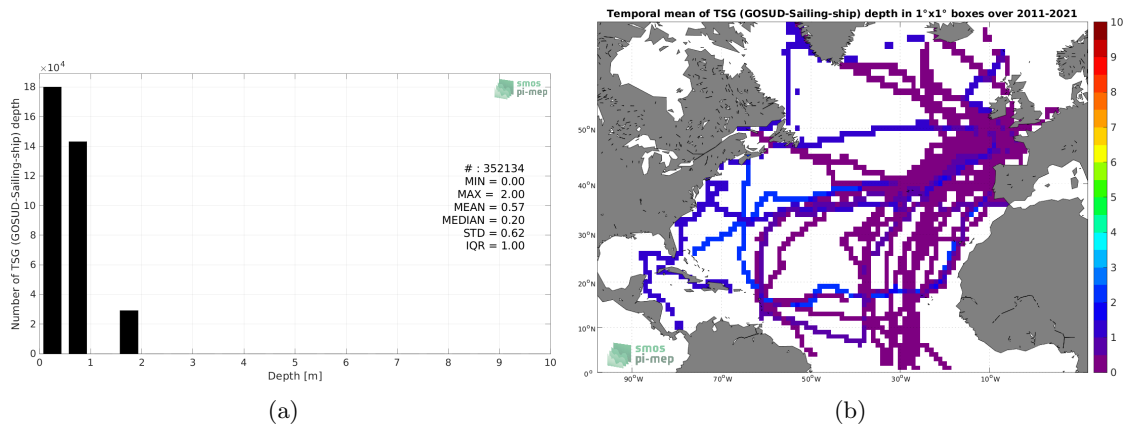 ×10⁴
18
16
14
12
10
8
6
4
2
0
Number of TSG (GOSUD-Sailing-ship) depth
0 1 2 3 4 5 6 7 8 9 10
Depth [m]
smos
pi-mep
# : 352134
MIN = 0.00
MAX = 2.00
MEAN = 0.57
MEDIAN = 0.20
STD = 0.62
IQR = 1.00
(a)
Temporal mean of TSG (GOSUD-Sailing-ship) depth in 1°x1° boxes over 2011-2021
50°N
40°N
30°N
20°N
10°N
0°
90°W 70°W 50°W 30°W 10°W
smos
pi-mep
10
9
8
7
6
5
4
3
2
1
0
(b)